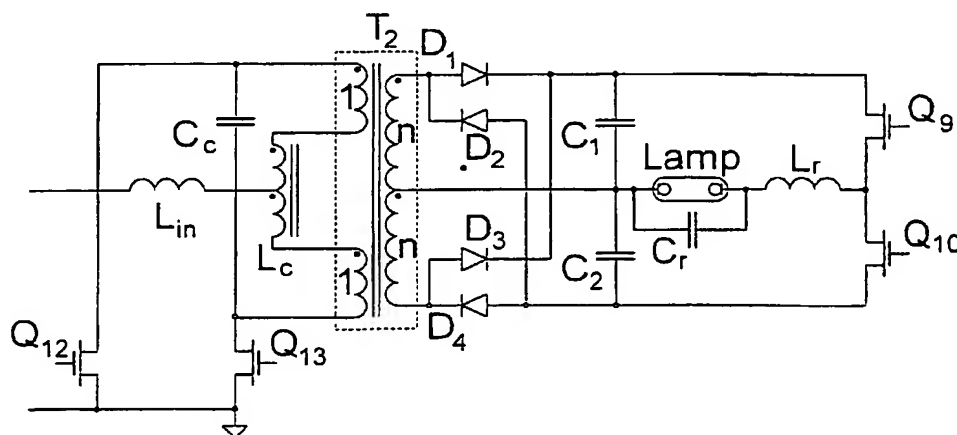 T2
D1
1
n
Cc
D2
C1
Q9
Lamp
Lr
Lin
Lc
D3
Cr
Q10
1
n
C2
D4
Q12
Q13